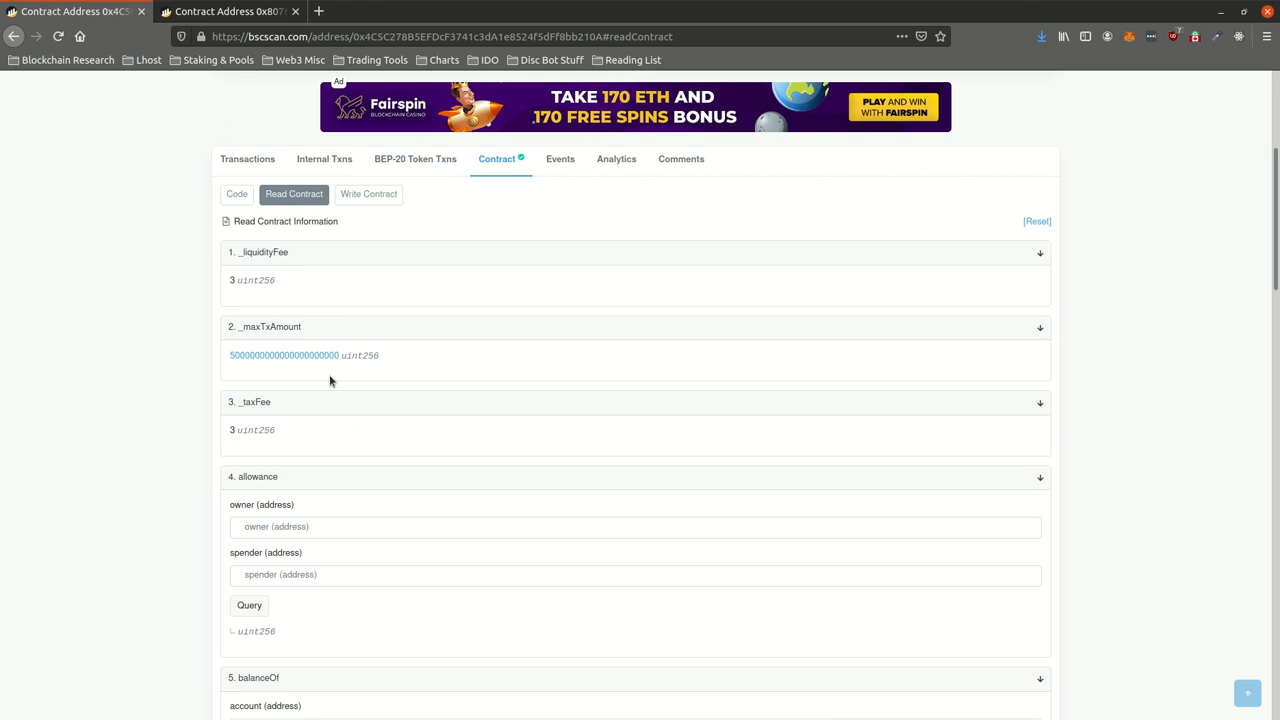 Contract Address 0x4C5
Contract Address 0x807
https://bscscan.com/address/0x4C5C278B5EFDcF3741c3dA1e8524f5dFf8bb210A#readContract
7
Blockchain Research
Lhost
Staking & Pools
Web3 Misc
Trading Tools
Charts
IDO
Disc Bot Stuff
Reading List
Ad
Fairspin
BLOCKCHAIN CASINO
TAKE 170 ETH AND
170 FREE SPINS BONUS
PLAY AND WIN
WITH FAIRSPIN
Transactions
Internal Txns
BEP-20 Token Txns
Contract
Events
Analytics
Comments
Code
Read Contract
Write Contract
Read Contract Information
[Reset]
1. _liquidityFee
3 uint256
2. _maxTxAmount
uint256
3. _taxFee
3 uint256
4. allowance
owner (address)
owner (address)
spender (address)
spender (address)
Query
uint256
5. balanceOf
account (address)